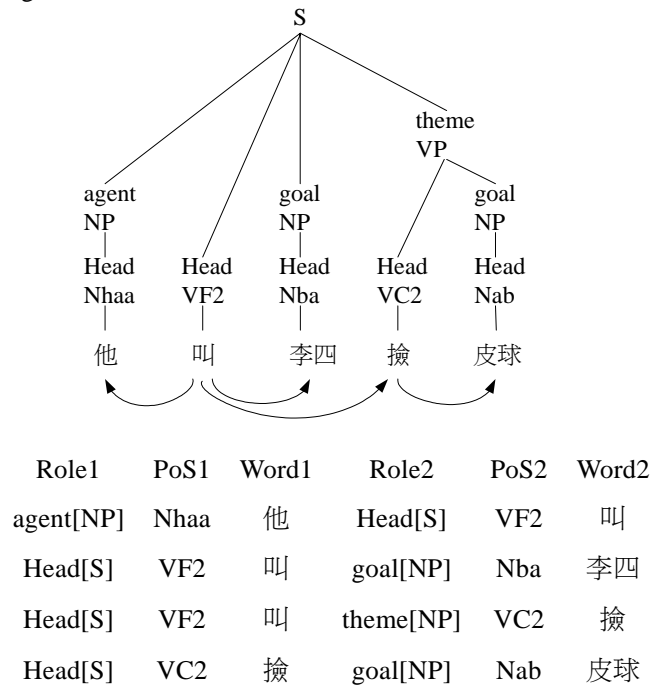 S
theme
VP
agent goal goal
NP NP NP
Head Head Head Head Head
Nhaa VF2 Nba VC2 Nab
他 叫 李四 撿 皮球
Role1 PoS1 Word1 Role2 PoS2 Word2
agent[NP] Nhaa 他 Head[S] VF2 叫
Head[S] VF2 叫 goal[NP] Nba 李四
Head[S] VF2 叫 theme[NP] VC2 撿
Head[S] VC2 撿 goal[NP] Nab 皮球